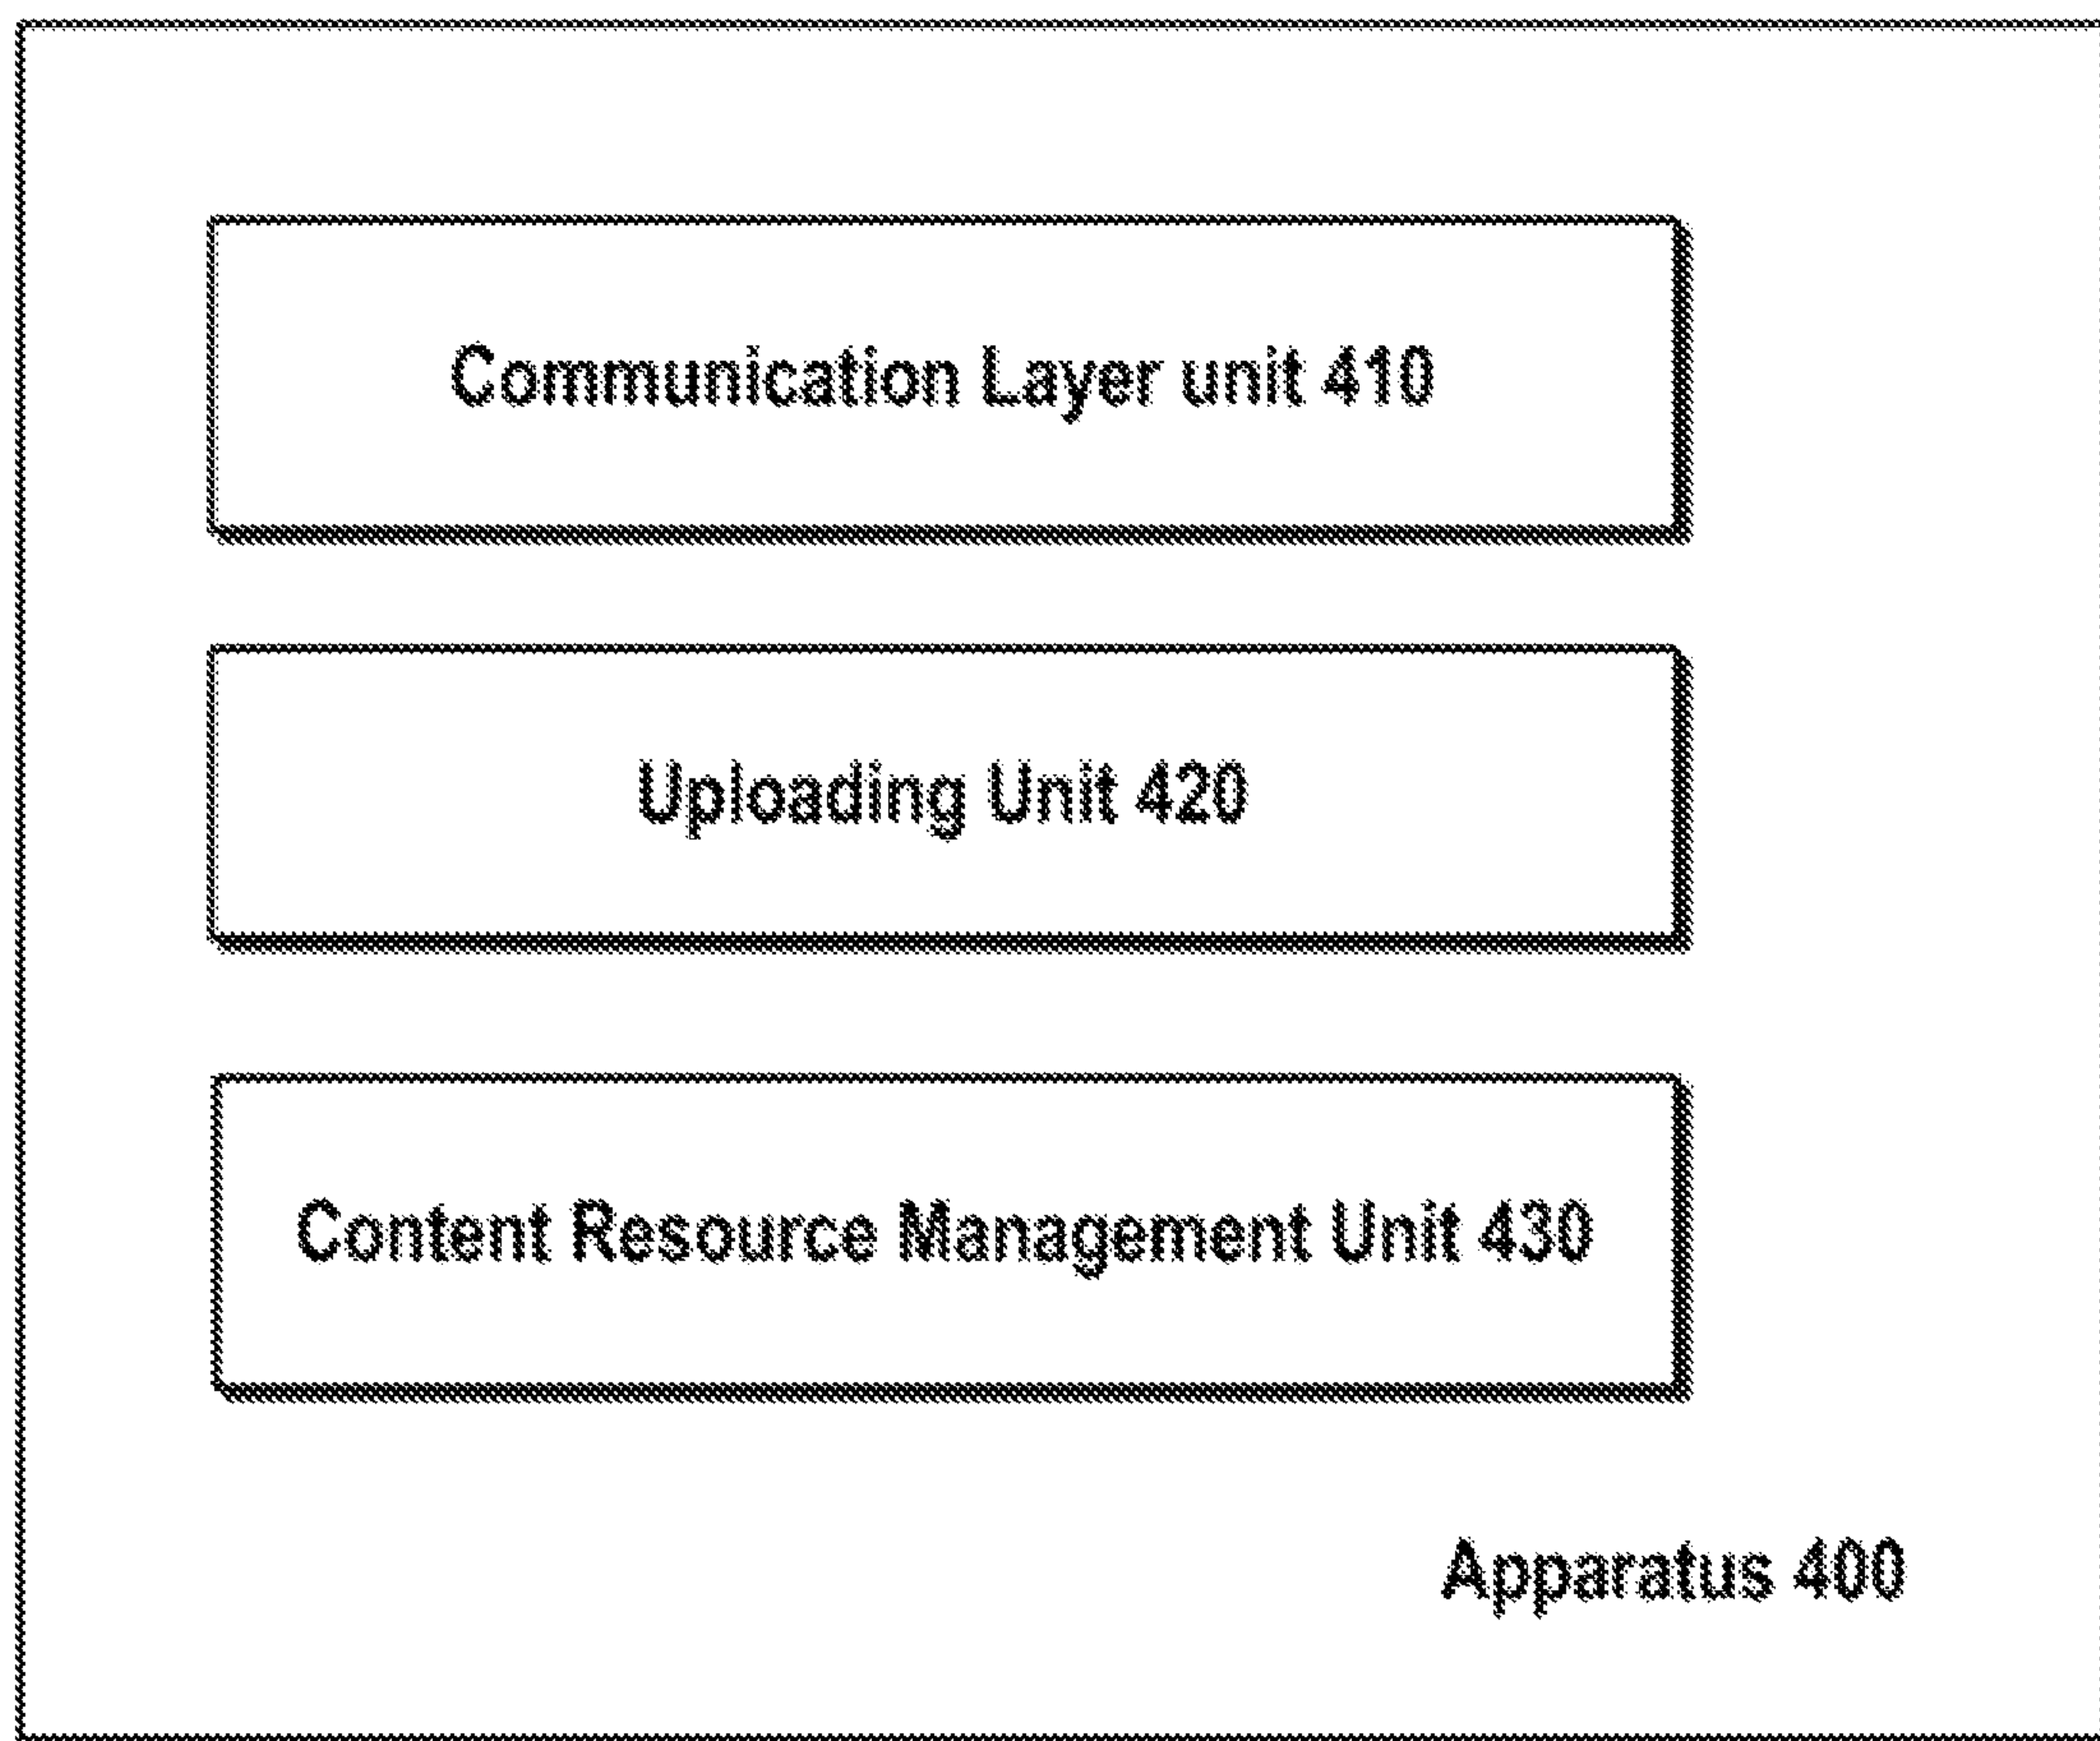 Communication Layer unit 410
Uploading Unit 420
Content Resource Management Unit 430
Apparatus 400